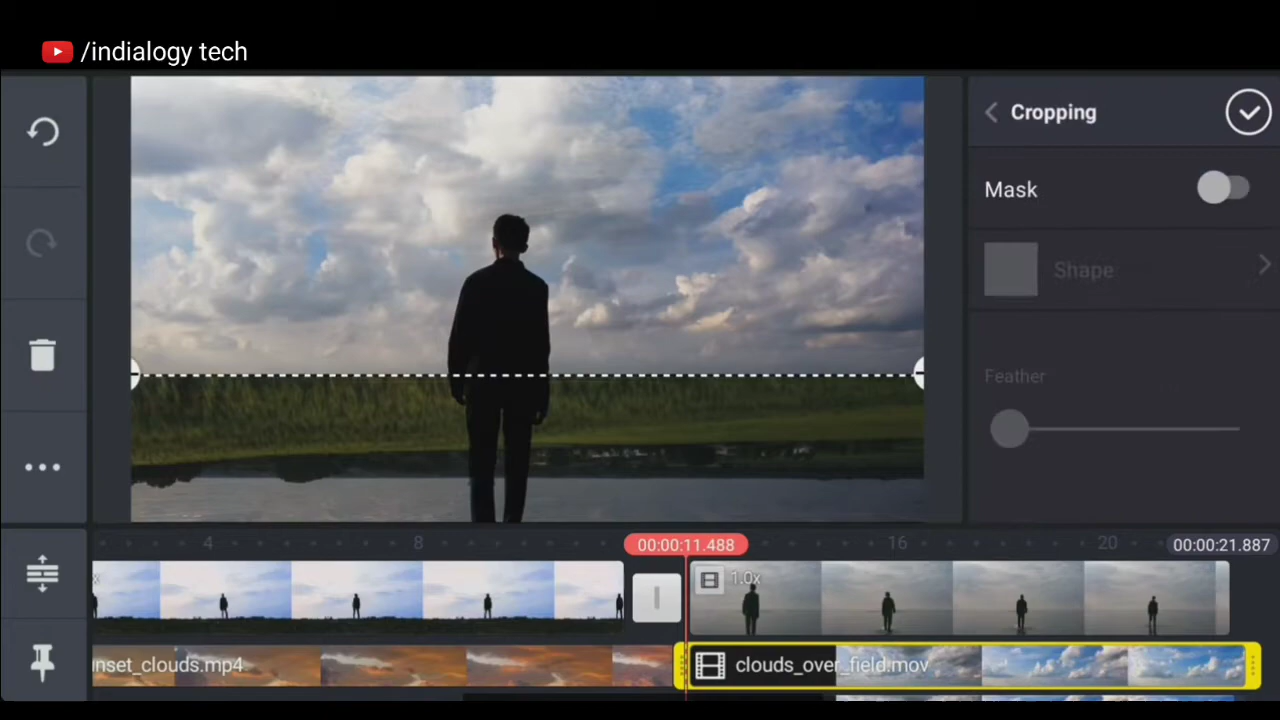 /indialogy tech
Cropping
Mask
Shape
Feather
4
8
00:00:11.488
16
20
00:00:21.887
1.0x
nset_clouds.mp4
clouds_over_field.mov